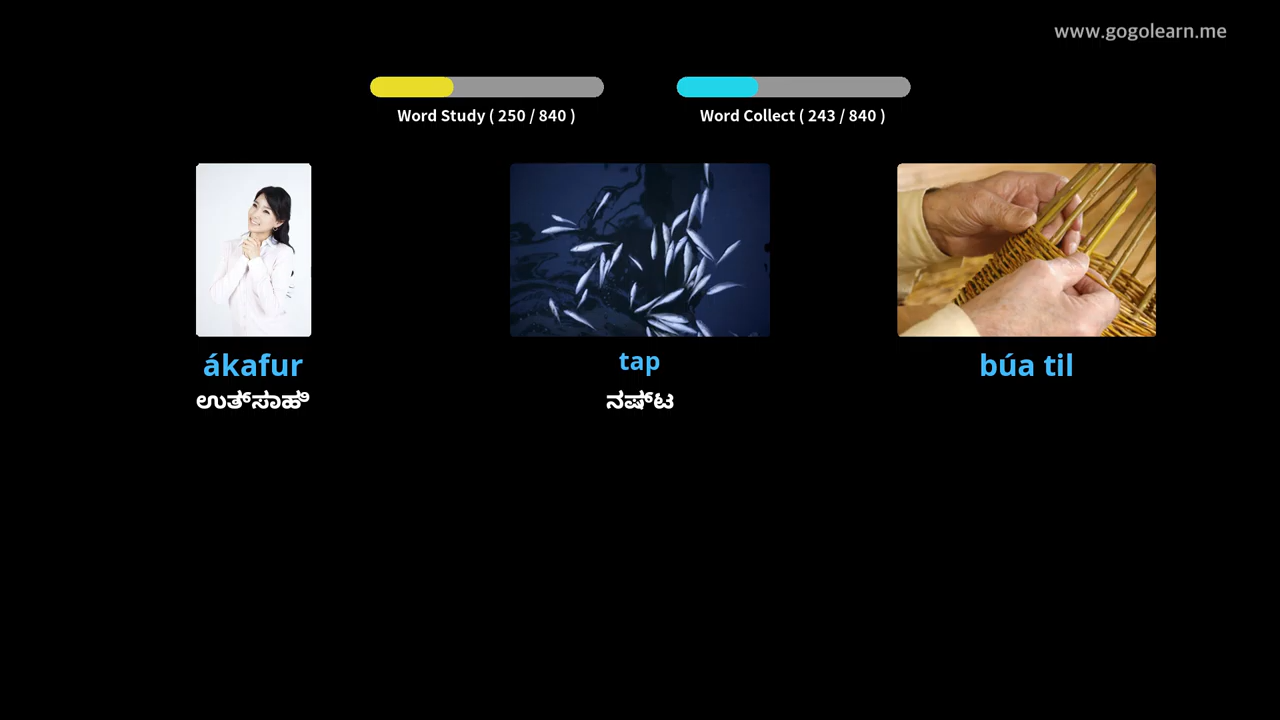 www.gogolearn.me
Word Study ( 250 / 840 )
Word Collect ( 243 / 840 )
ákafur
tap
búa til
ಉತ್ಸಾಹಿ
ನಷ್ಟ